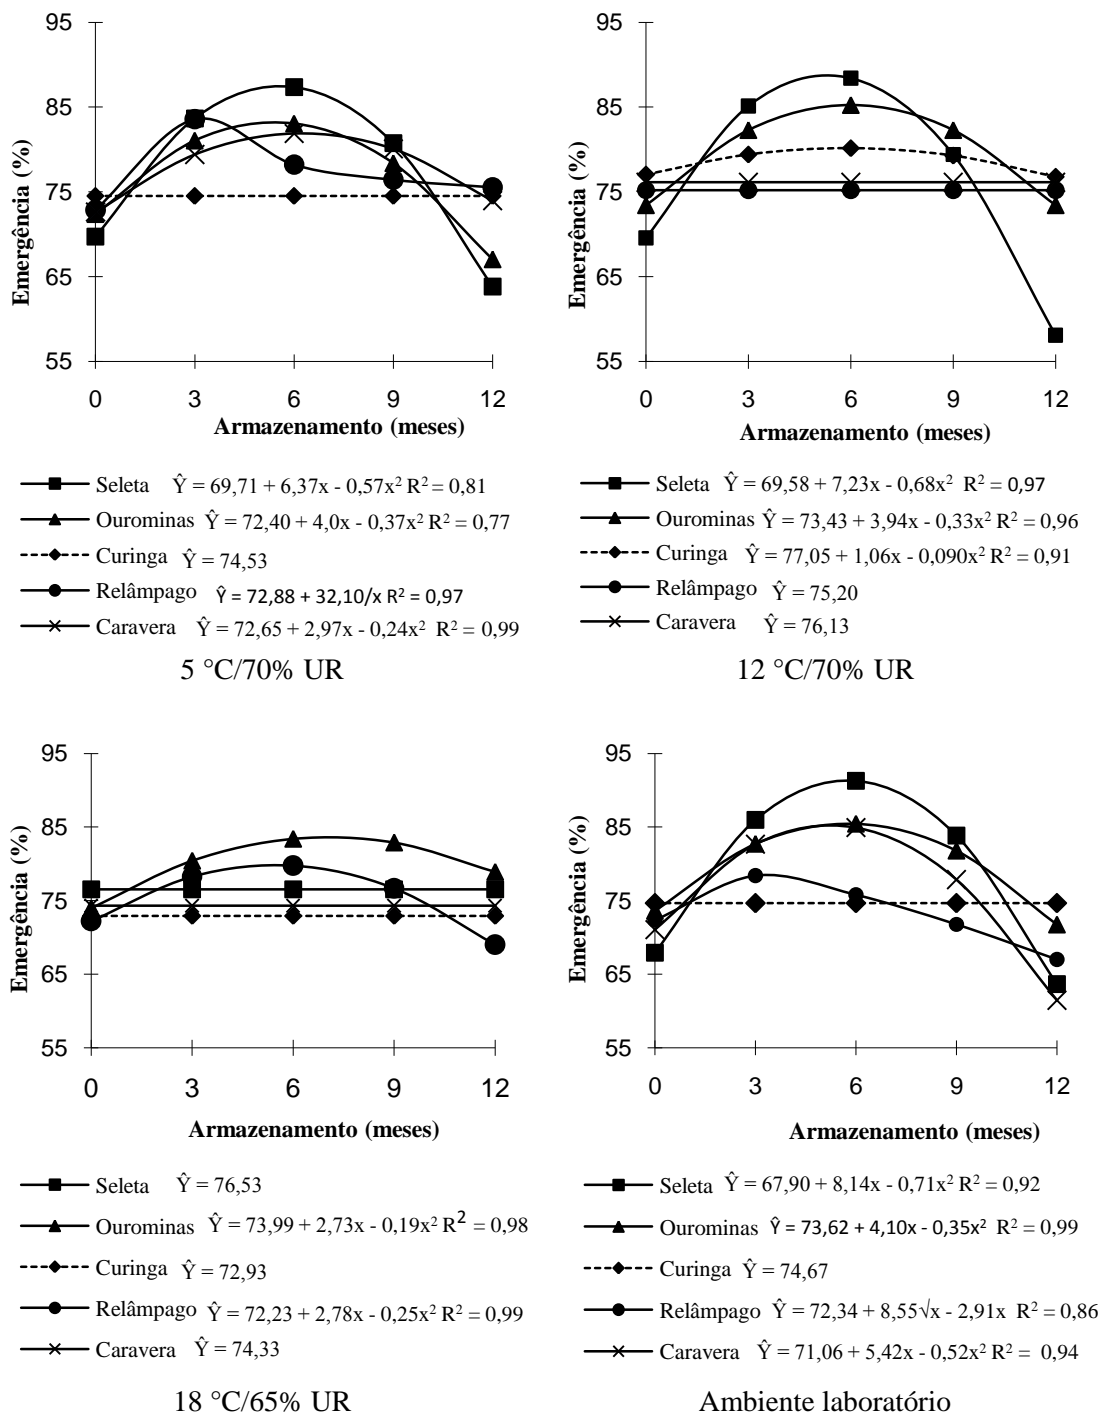 95
85
75
65
55
Emergência (%)
0 3 6 9 12
Armazenamento (meses)
Seleta Ŷ = 69,71 + 6,37x - 0,57x² R² = 0,81
Ourominas Ŷ = 72,40 + 4,0x - 0,37x² R² = 0,77
Curinga Ŷ = 74,53
Relâmpago Ŷ = 72,88 + 32,10/x R² = 0,97
Caravera Ŷ = 72,65 + 2,97x - 0,24x² R² = 0,99
5 °C/70% UR
95
85
75
65
55
Emergência (%)
0 3 6 9 12
Armazenamento (meses)
Seleta Ŷ = 69,58 + 7,23x - 0,68x² R² = 0,97
Ourominas Ŷ = 73,43 + 3,94x - 0,33x² R² = 0,96
Curinga Ŷ = 77,05 + 1,06x - 0,090x² R² = 0,91
Relâmpago Ŷ = 75,20
Caravera Ŷ = 76,13
12 °C/70% UR
95
85
75
65
55
Emergência (%)
0 3 6 9 12
Armazenamento (meses)
Seleta Ŷ = 76,53
Ourominas Ŷ = 73,99 + 2,73x - 0,19x² R² = 0,98
Curinga Ŷ = 72,93
Relâmpago Ŷ = 72,23 + 2,78x - 0,25x² R² = 0,99
Caravera Ŷ = 74,33
18 °C/65% UR
95
85
75
65
55
Emergência (%)
0 3 6 9 12
Armazenamento (meses)
Seleta Ŷ = 67,90 + 8,14x - 0,71x² R² = 0,92
Ourominas Ŷ = 73,62 + 4,10x - 0,35x² R² = 0,99
Curinga Ŷ = 74,67
Relâmpago Ŷ = 72,34 + 8,55√x - 2,91x R² = 0,86
Caravera Ŷ = 71,06 + 5,42x - 0,52x² R² = 0,94
Ambiente laboratório